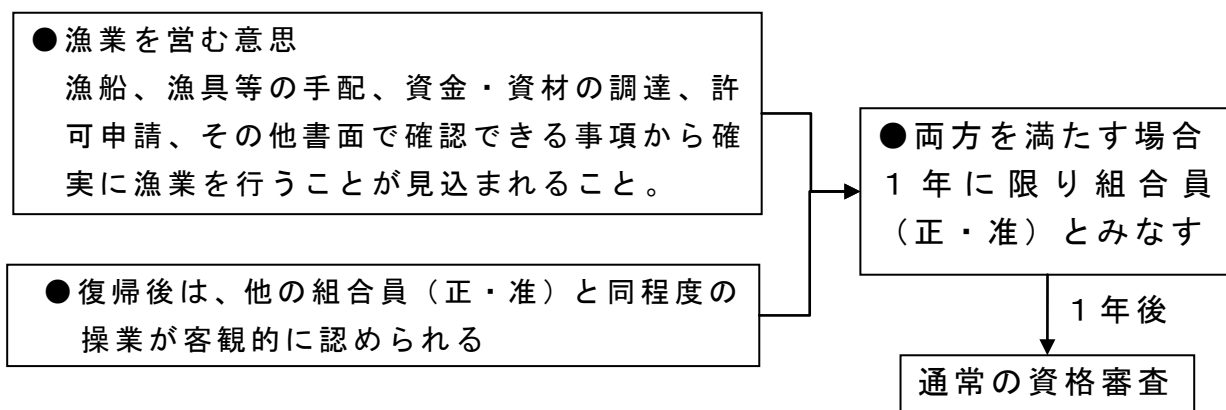 ●漁業を営む意思
漁船、漁具等の手配、資金・資材の調達、許
可申請、その他書面で確認できる事項から確
実に漁業を行うことが見込まれること。
●復帰後は、他の組合員（正・准）と同程度の
操業が客観的に認められる
●両方を満たす場合
１年に限り組合員
（正・准）とみなす
１年後
通常の資格審査